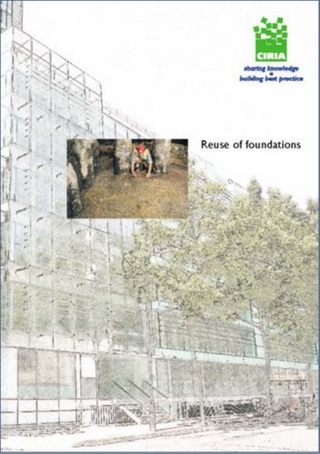 CIRIA
sharing knowledge
building best practice
Reuse of foundations